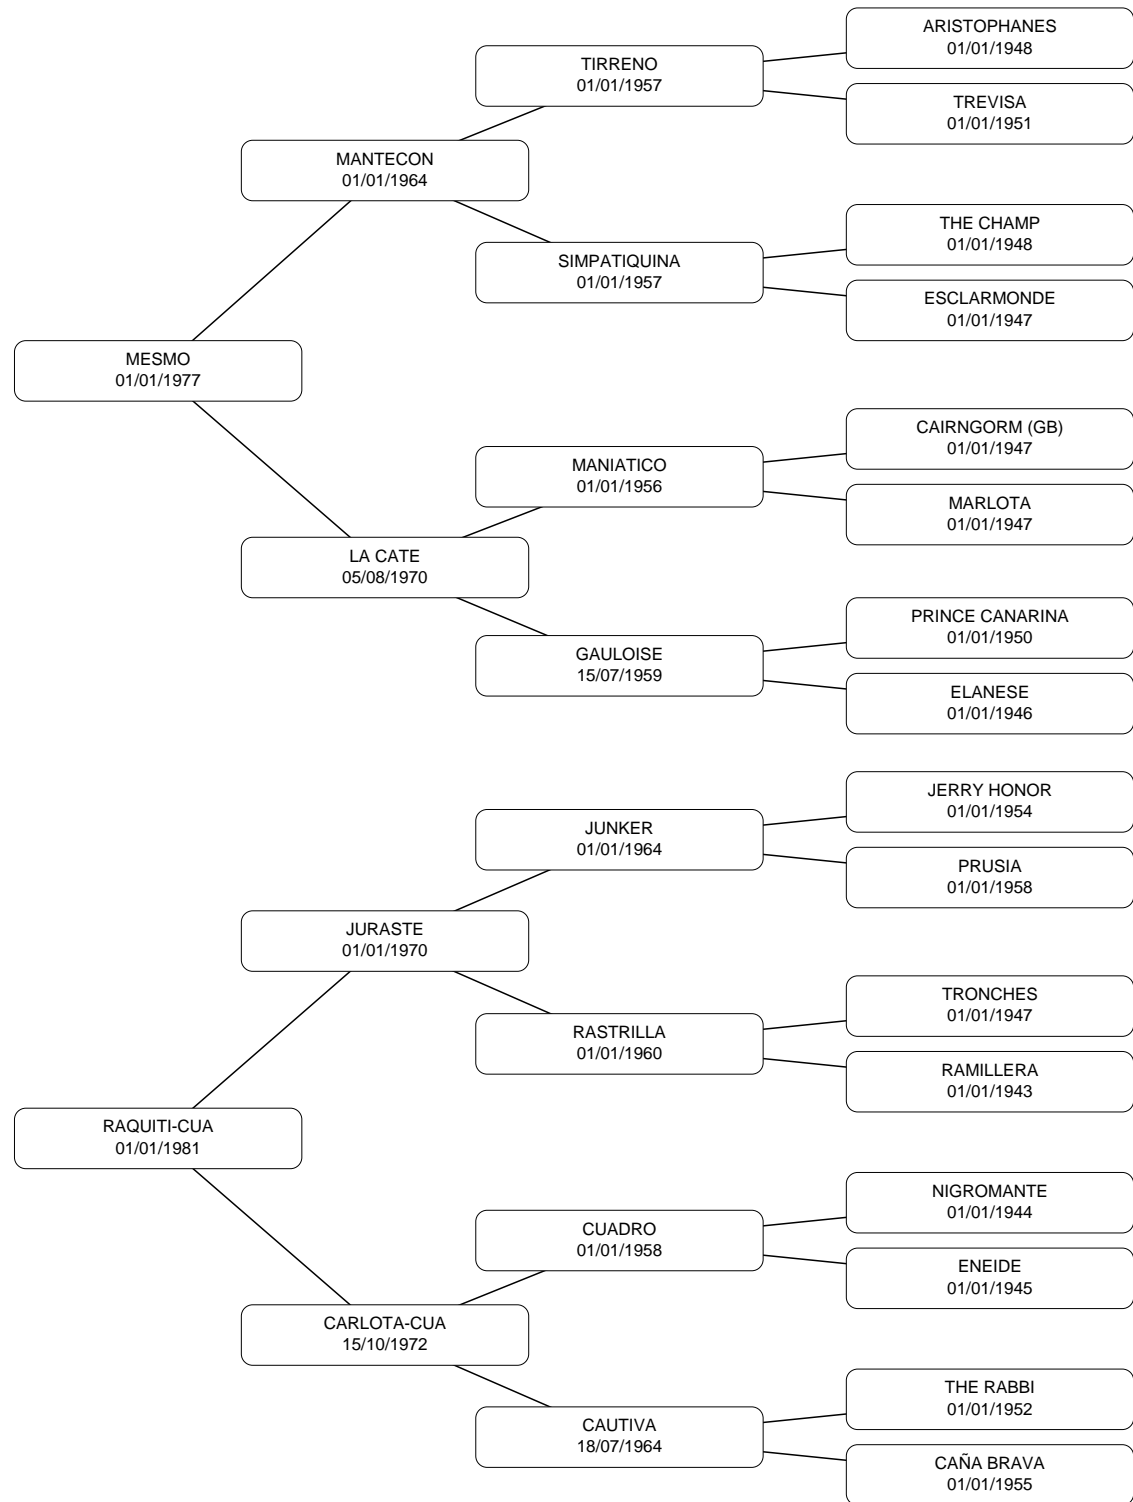 ARISTOPHANES
01/01/1948
TIRRENO
01/01/1957
TREVISA
01/01/1951
MANTECON
01/01/1964
THE CHAMP
01/01/1948
SIMPATIQUINA
01/01/1957
ESCLARMONDE
01/01/1947
MESMO
01/01/1977
CAIRNGORM (GB)
01/01/1947
MANIATICO
01/01/1956
MARLOTA
01/01/1947
LA CATE
05/08/1970
PRINCE CANARINA
01/01/1950
GAULOISE
15/07/1959
ELANESE
01/01/1946
JERRY HONOR
01/01/1954
JUNKER
01/01/1964
PRUSIA
01/01/1958
JURASTE
01/01/1970
TRONCHES
01/01/1947
RASTRILLA
01/01/1960
RAMILLERA
01/01/1943
RAQUITI-CUA
01/01/1981
NIGROMANTE
01/01/1944
CUADRO
01/01/1958
ENEIDE
01/01/1945
CARLOTA-CUA
15/10/1972
THE RABBI
01/01/1952
CAUTIVA
18/07/1964
CAÑA BRAVA
01/01/1955